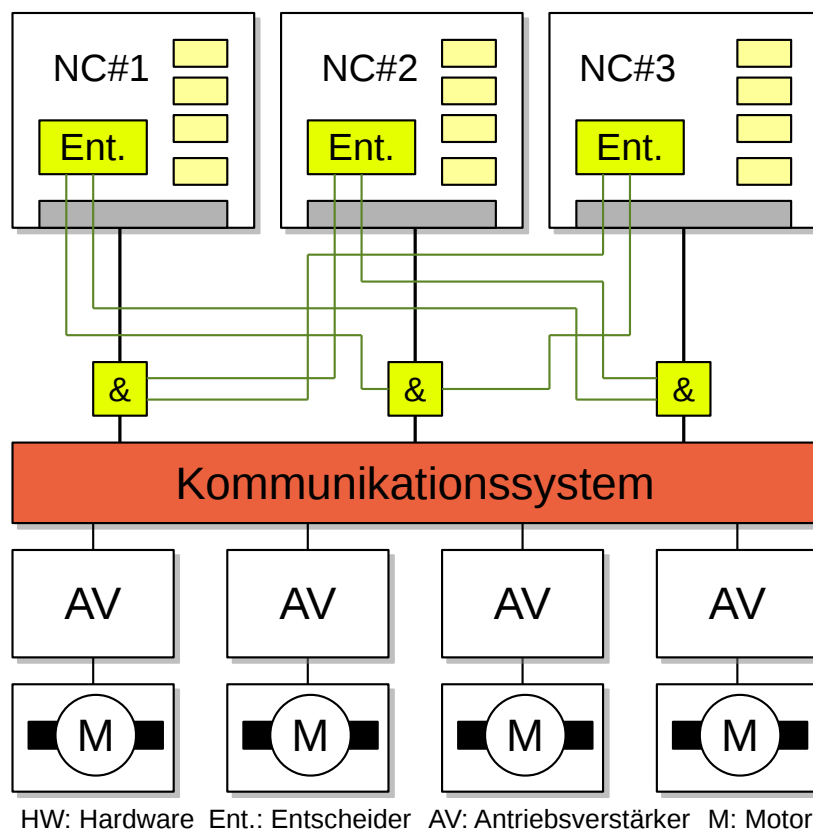 NC#1 NC#2 NC#3
Ent. Ent. Ent.
& & &
Kommunikationssystem
AV AV AV AV
M M M M
HW: Hardware Ent.: Entscheider AV: Antriebsverstärker M: Motor